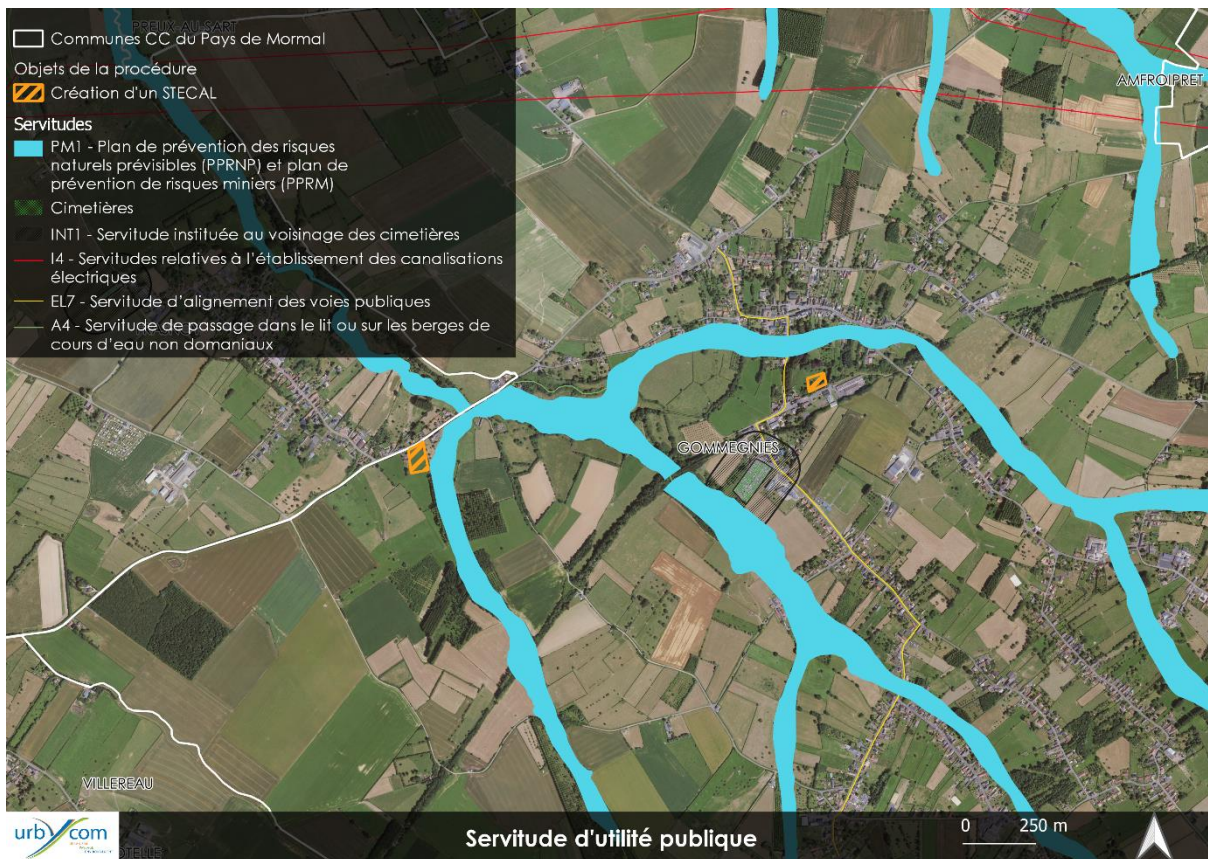 PREUX-AU-SART
Communes CC du Pays de Mormal
Objets de la procédure
Création d'un STECAL
Servitudes
PM1 - Plan de prévention des risques
naturels prévisibles (PPRNP) et plan de
prévention de risques miniers (PPRM)
Cimetières
INT1 - Servitude instituée au voisinage des cimetières
I4 - Servitudes relatives à l'établissement des canalisations
électriques
EL7 - Servitude d'alignement des voies publiques
A4 - Servitude de passage dans le lit ou sur les berges de
cours d'eau non domaniaux
AMFROIPRET
GOMMEGNIES
VILLEREAU
urbycom
OTELLE
Servitude d'utilité publique
0 250 m